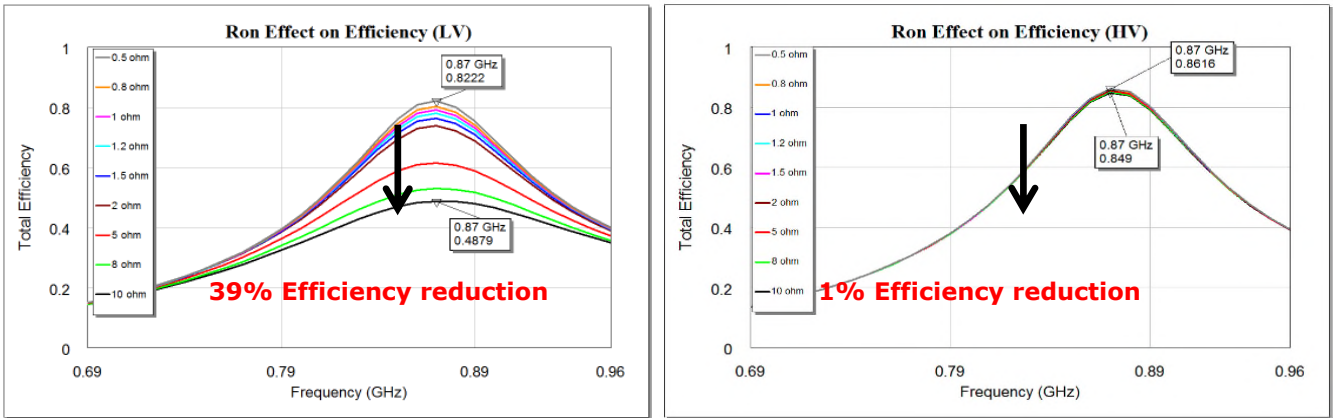 Ron Effect on Efficiency (LV)
1
0.8
0.6
0.4
0.2
0
Total Efficiency
0.5 ohm
0.8 ohm
1 ohm
1.2 ohm
1.5 ohm
2 ohm
5 ohm
8 ohm
10 ohm
0.87 GHz
0.8222
0.87 GHz
0.4879
39% Efficiency reduction
0.69
0.79
0.89
0.96
Frequency (GHz)
Ron Effect on Efficiency (HV)
1
0.8
0.6
0.4
0.2
0
Total Efficiency
0.5 ohm
0.8 ohm
1 ohm
1.2 ohm
1.5 ohm
2 ohm
5 ohm
8 ohm
10 ohm
0.87 GHz
0.8616
0.87 GHz
0.849
1% Efficiency reduction
0.69
0.79
0.89
0.96
Frequency (GHz)